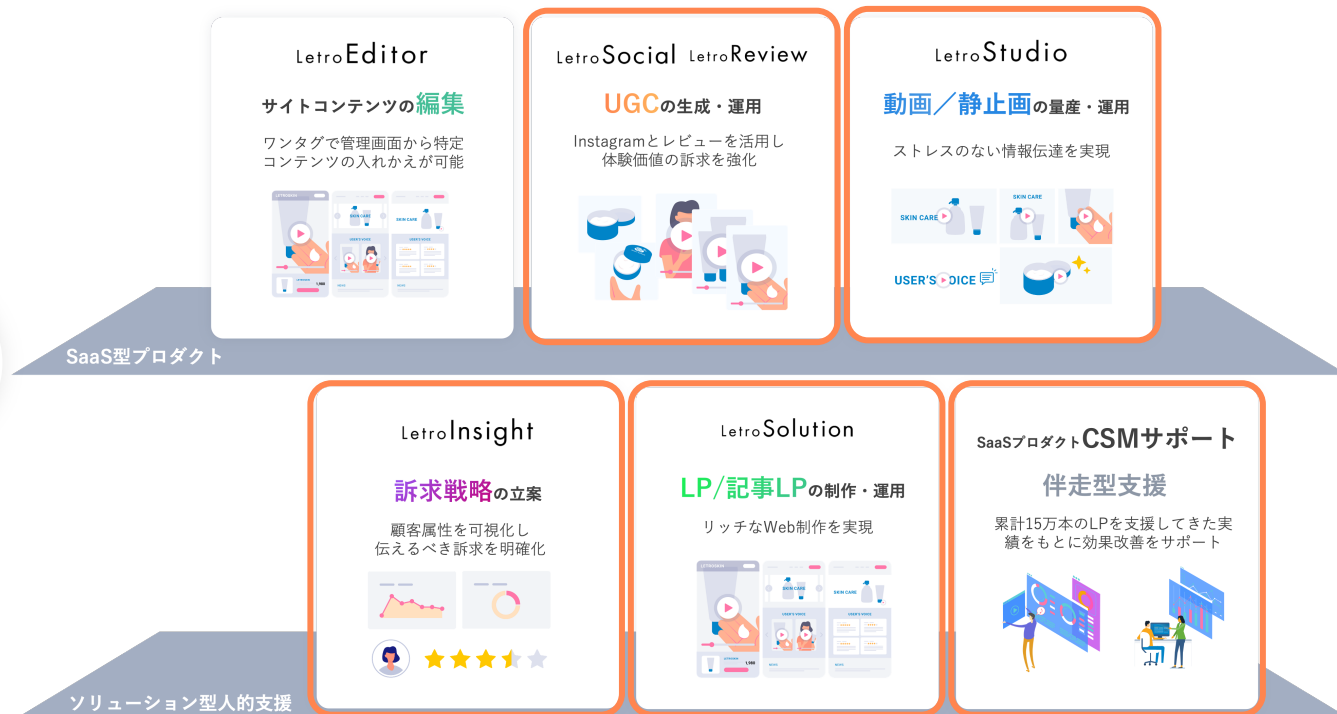 LetroEditor
サイトコンテンツの編集
ワンタグで管理画面から特定
コンテンツの入れかえが可能
LetroSocial LetroReview
UGCの生成・運用
Instagramとレビューを活用し
体験価値の訴求を強化
LetroStudio
動画／静止画の量産・運用
ストレスのない情報伝達を実現
SKIN CARE
USER'S VOICE
1,980
SKIN CARE
SKIN CARE
USER'S
SaaS型プロダクト
LetroInsight
訴求戦略の立案
顧客属性を可視化し
伝えるべき訴求を明確化
LetroSolution
LP/記事LPの制作・運用
リッチなWeb制作を実現
LETROSKIN
SKIN CARE
SKIN CARE
USER'S VOICE
USER'S VOICE
1,980
SaaSプロダクトCSMサポート
伴走型支援
累計15万本のLPを支援してきた実
績をもとに効果改善をサポート
ソリューション型人的支援